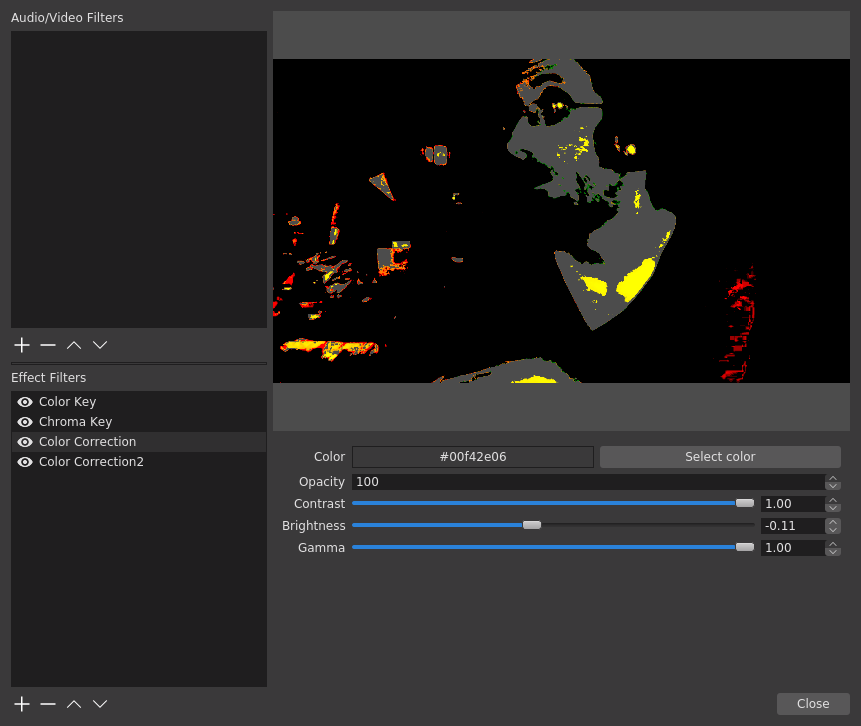 Audio/Video Filters
Effect Filters
Color Key
Chroma Key
Color Correction
Color Correction2
Color #00f42e06 Select color
Opacity 100
Contrast 1.00
Brightness -0.11
Gamma 1.00
Close